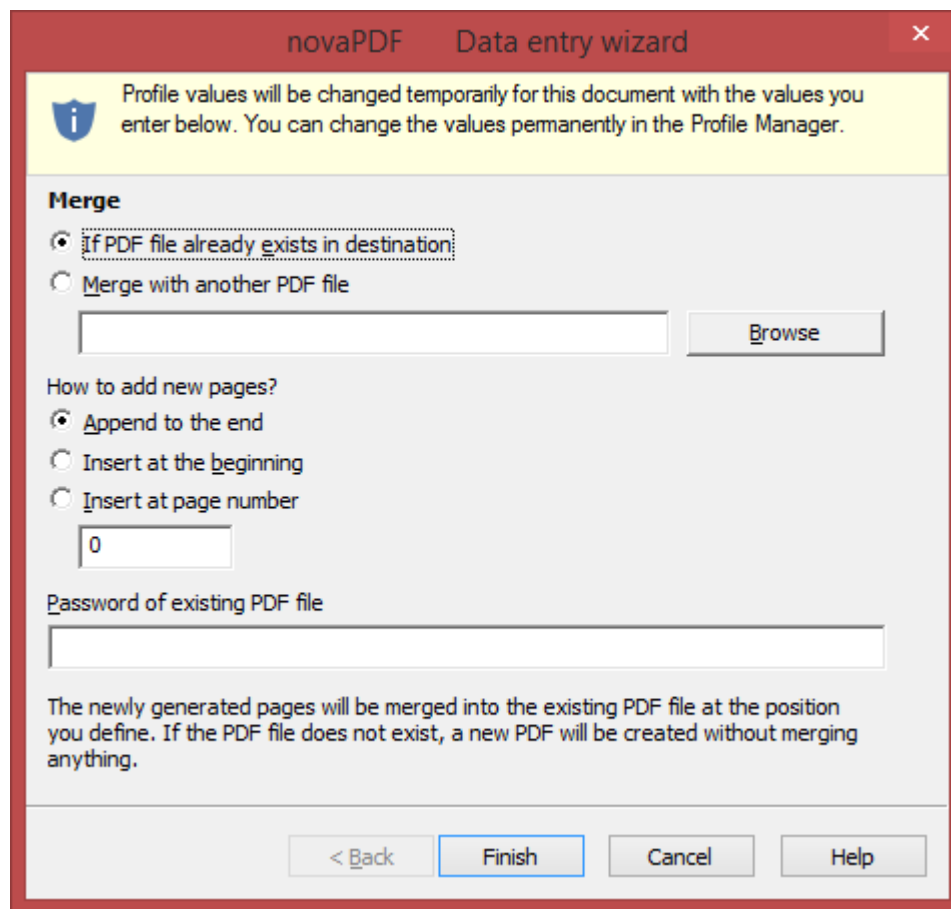 novaPDF Data entry wizard
Profile values will be changed temporarily for this document with the values you
enter below. You can change the values permanently in the Profile Manager.
Merge
If PDF file already exists in destination
Merge with another PDF file
Browse
How to add new pages?
Append to the end
Insert at the beginning
Insert at page number
0
Password of existing PDF file
The newly generated pages will be merged into the existing PDF file at the position
you define. If the PDF file does not exist, a new PDF will be created without merging
anything.
< Back Finish Cancel Help